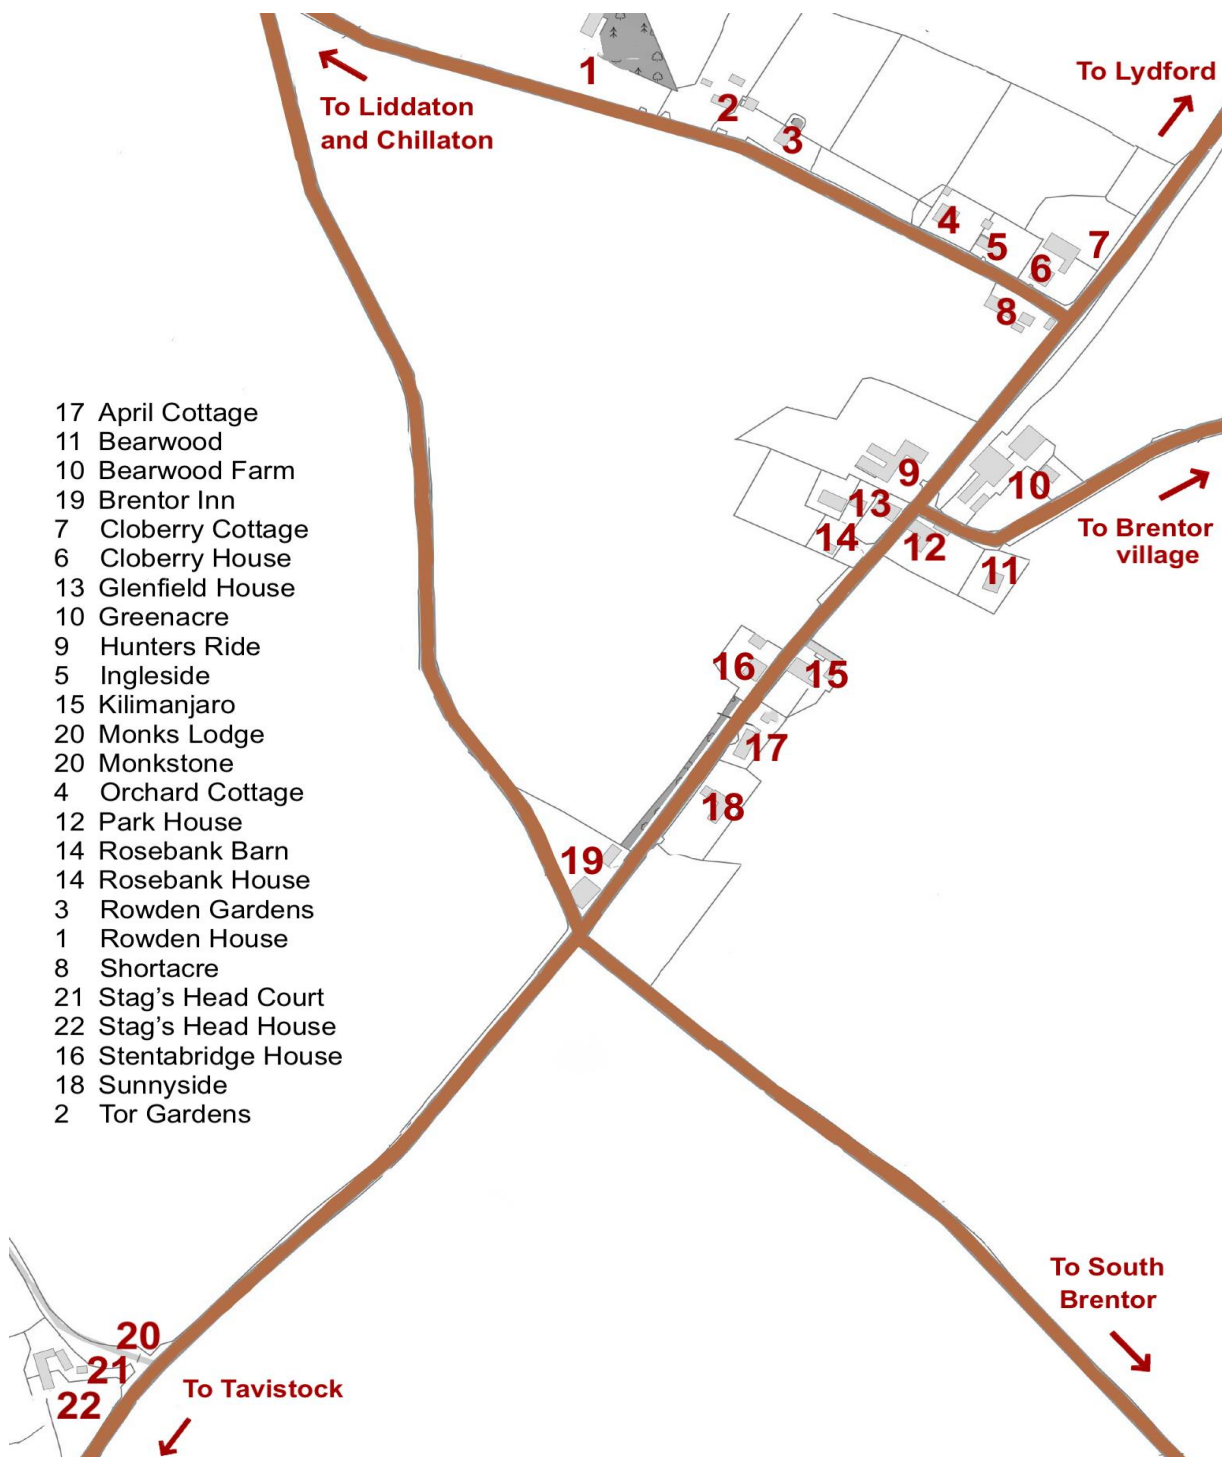 To Lydford
1
To Liddaton
and Chillaton
2
3
4
5
6
7
8
17 April Cottage
11 Bearwood
10 Bearwood Farm
19 Brentor Inn
7 Cloberry Cottage
6 Cloberry House
13 Glenfield House
10 Greenacre
9 Hunters Ride
5 Ingleside
15 Kilimanjaro
20 Monks Lodge
20 Monkstone
4 Orchard Cottage
12 Park House
14 Rosebank Barn
14 Rosebank House
3 Rowden Gardens
1 Rowden House
8 Shortacre
21 Stag’s Head Court
22 Stag’s Head House
16 Stentabridge House
18 Sunnyside
2 Tor Gardens
9
10
13
14
12
11
To Brentor
village
16
15
17
18
19
To South
Brentor
20
21
22
To Tavistock